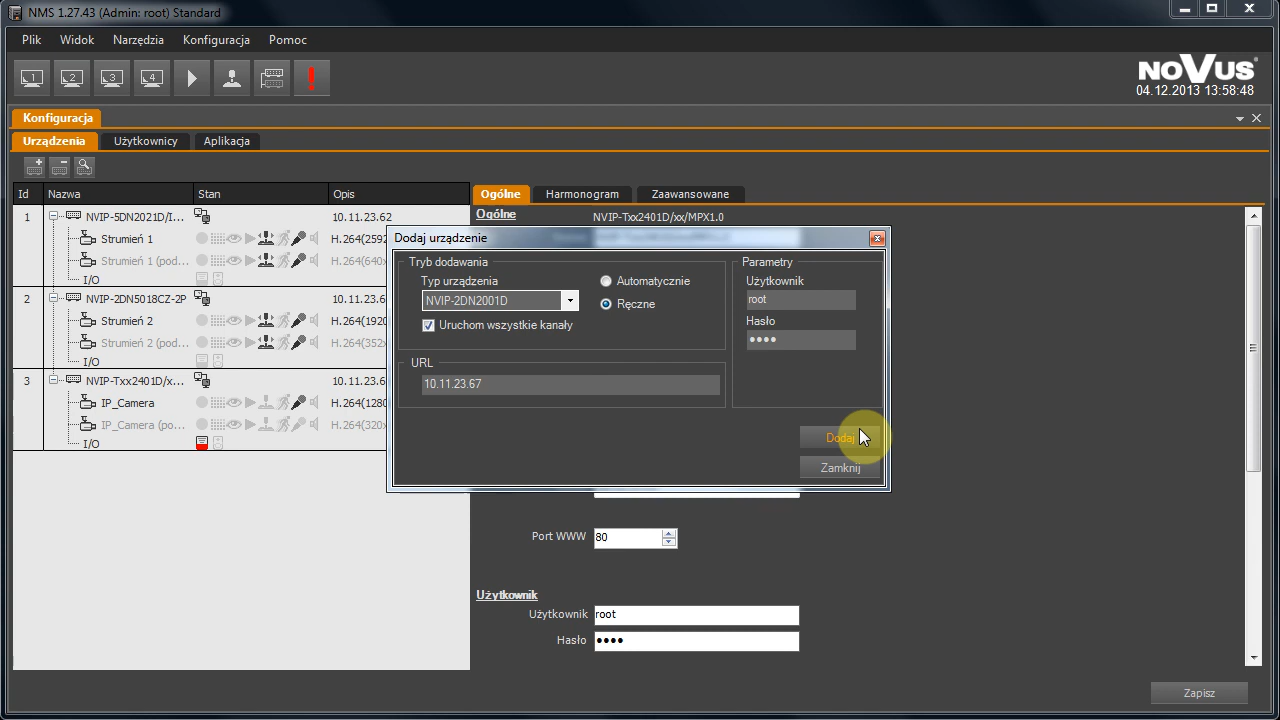 NMS 1.27.43 (Admin: root) Standard
Plik Widok Narzędzia Konfiguracja Pomoc
1 2 3 4
NOVUS
04.12.2013 13:58:48
Konfiguracja
Urządzenia Użytkownicy Aplikacja
Id Nazwa Stan Opis
Ogólne Harmonogram Zaawansowane
1 NVIP-5DN2021D/I... 10.11.23.62
Strumień 1 H.264(2592
Strumień 1 (pod... H.264(640x
I/O
2 NVIP-2DN5018CZ-2P 10.11.23.6
Strumień 2 H.264(1920
Strumień 2 (pod... H.264(352x
I/O
3 NVIP-Txx2401D/x... 10.11.23.6
IP_Camera H.264(1280
IP_Camera (po... H.264(320x
I/O
Ogólne NVIP-Txx2401D/xx/MPX1.0
Dodaj urządzenie
Tryb dodawania
Typ urządzenia
NVIP-2DN2001D
Automatycznie
Ręczne
Uruchom wszystkie kanały
URL
10.11.23.67
Parametry
Użytkownik
root
Hasło
••••
Dodaj
Zamknij
Port WWW 80
Użytkownik
Użytkownik root
Hasło ••••
Zapisz